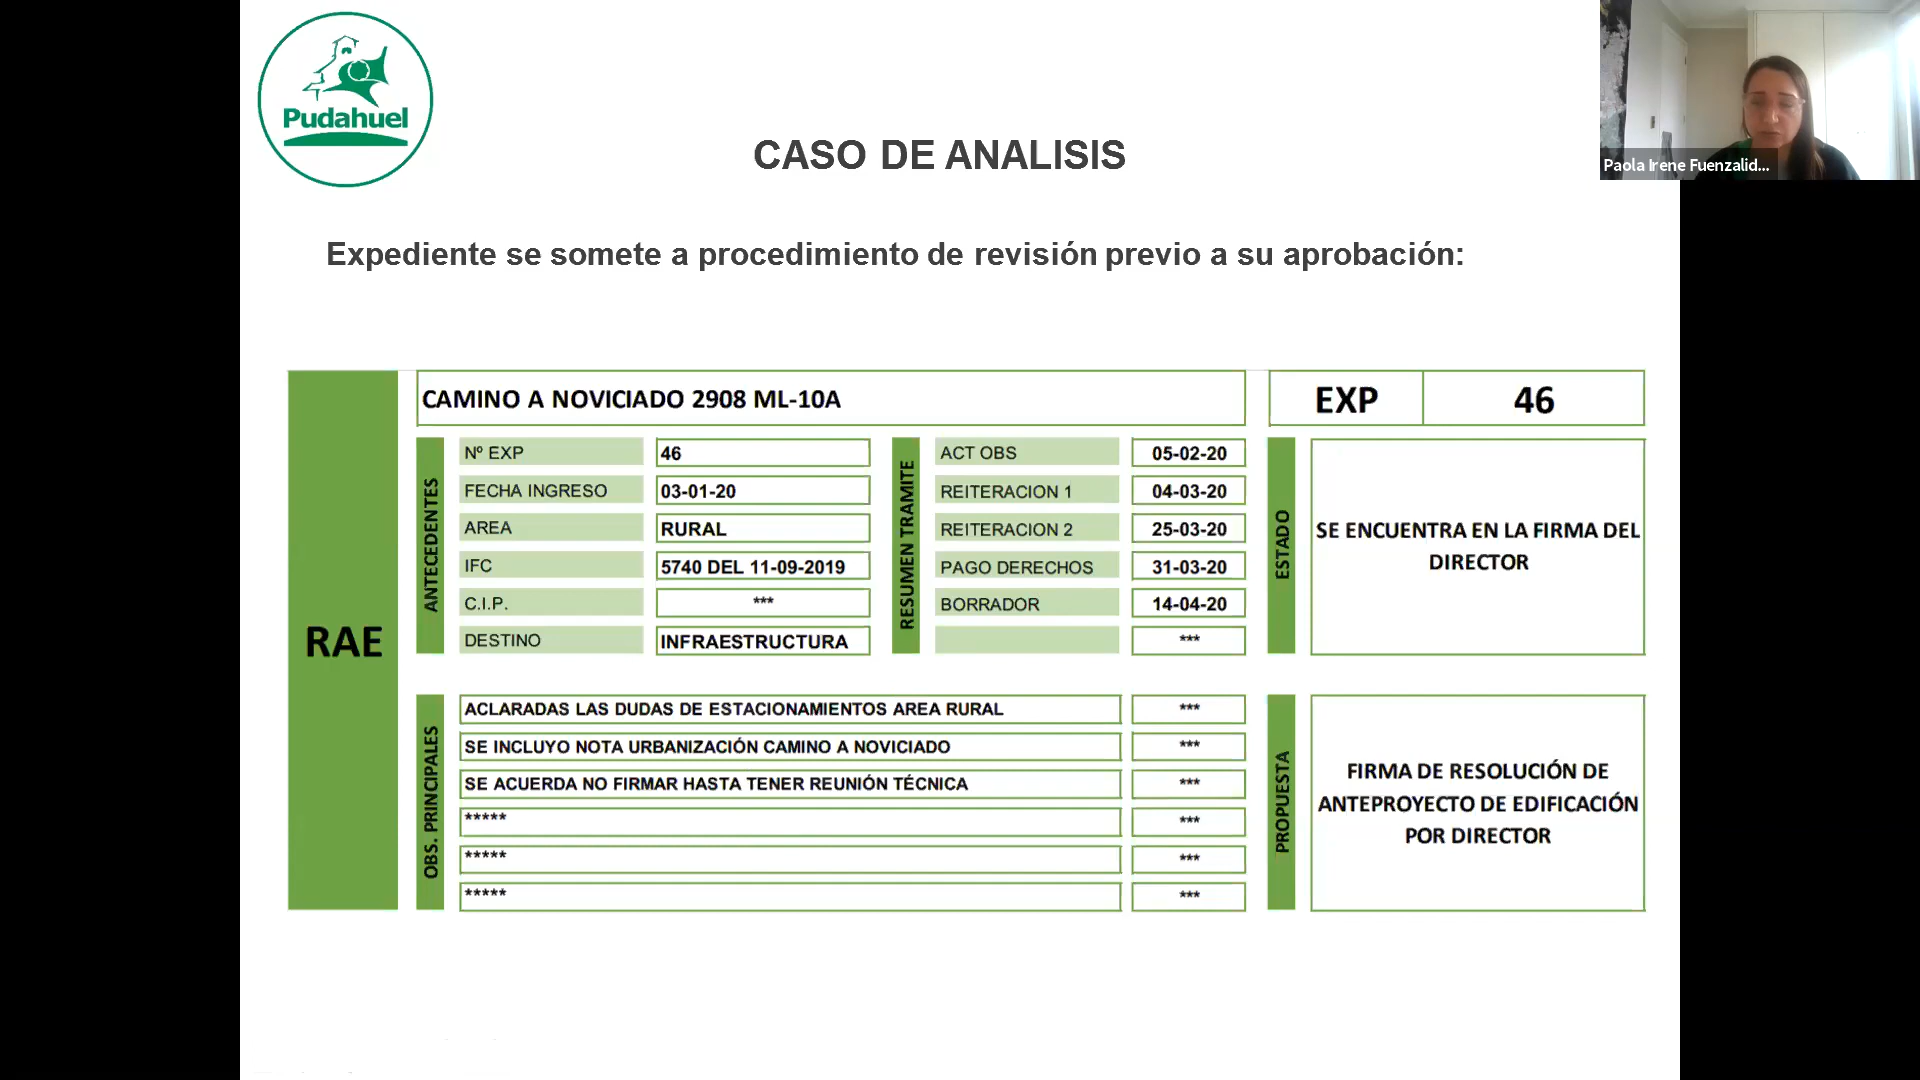 Pudahuel
Paola Irene Fuenzalid...
CASO DE ANALISIS
Expediente se somete a procedimiento de revisión previo a su aprobación:
RAE
CAMINO A NOVICIADO 2908 ML-10A
EXP 46
ANTECEDENTES
Nº EXP 46
FECHA INGRESO 03-01-20
AREA RURAL
IFC 5740 DEL 11-09-2019
C.I.P. ***
DESTINO INFRAESTRUCTURA
RESUMEN TRAMITE
ACT OBS 05-02-20
REITERACION 1 04-03-20
REITERACION 2 25-03-20
PAGO DERECHOS 31-03-20
BORRADOR 14-04-20
***
ESTADO
SE ENCUENTRA EN LA FIRMA DEL
DIRECTOR
OBS. PRINCIPALES
ACLARADAS LAS DUDAS DE ESTACIONAMIENTOS AREA RURAL ***
SE INCLUYO NOTA URBANIZACIÓN CAMINO A NOVICIADO ***
SE ACUERDA NO FIRMAR HASTA TENER REUNIÓN TÉCNICA ***
***** ***
***** ***
***** ***
PROPUESTA
FIRMA DE RESOLUCIÓN DE
ANTEPROYECTO DE EDIFICACIÓN
POR DIRECTOR